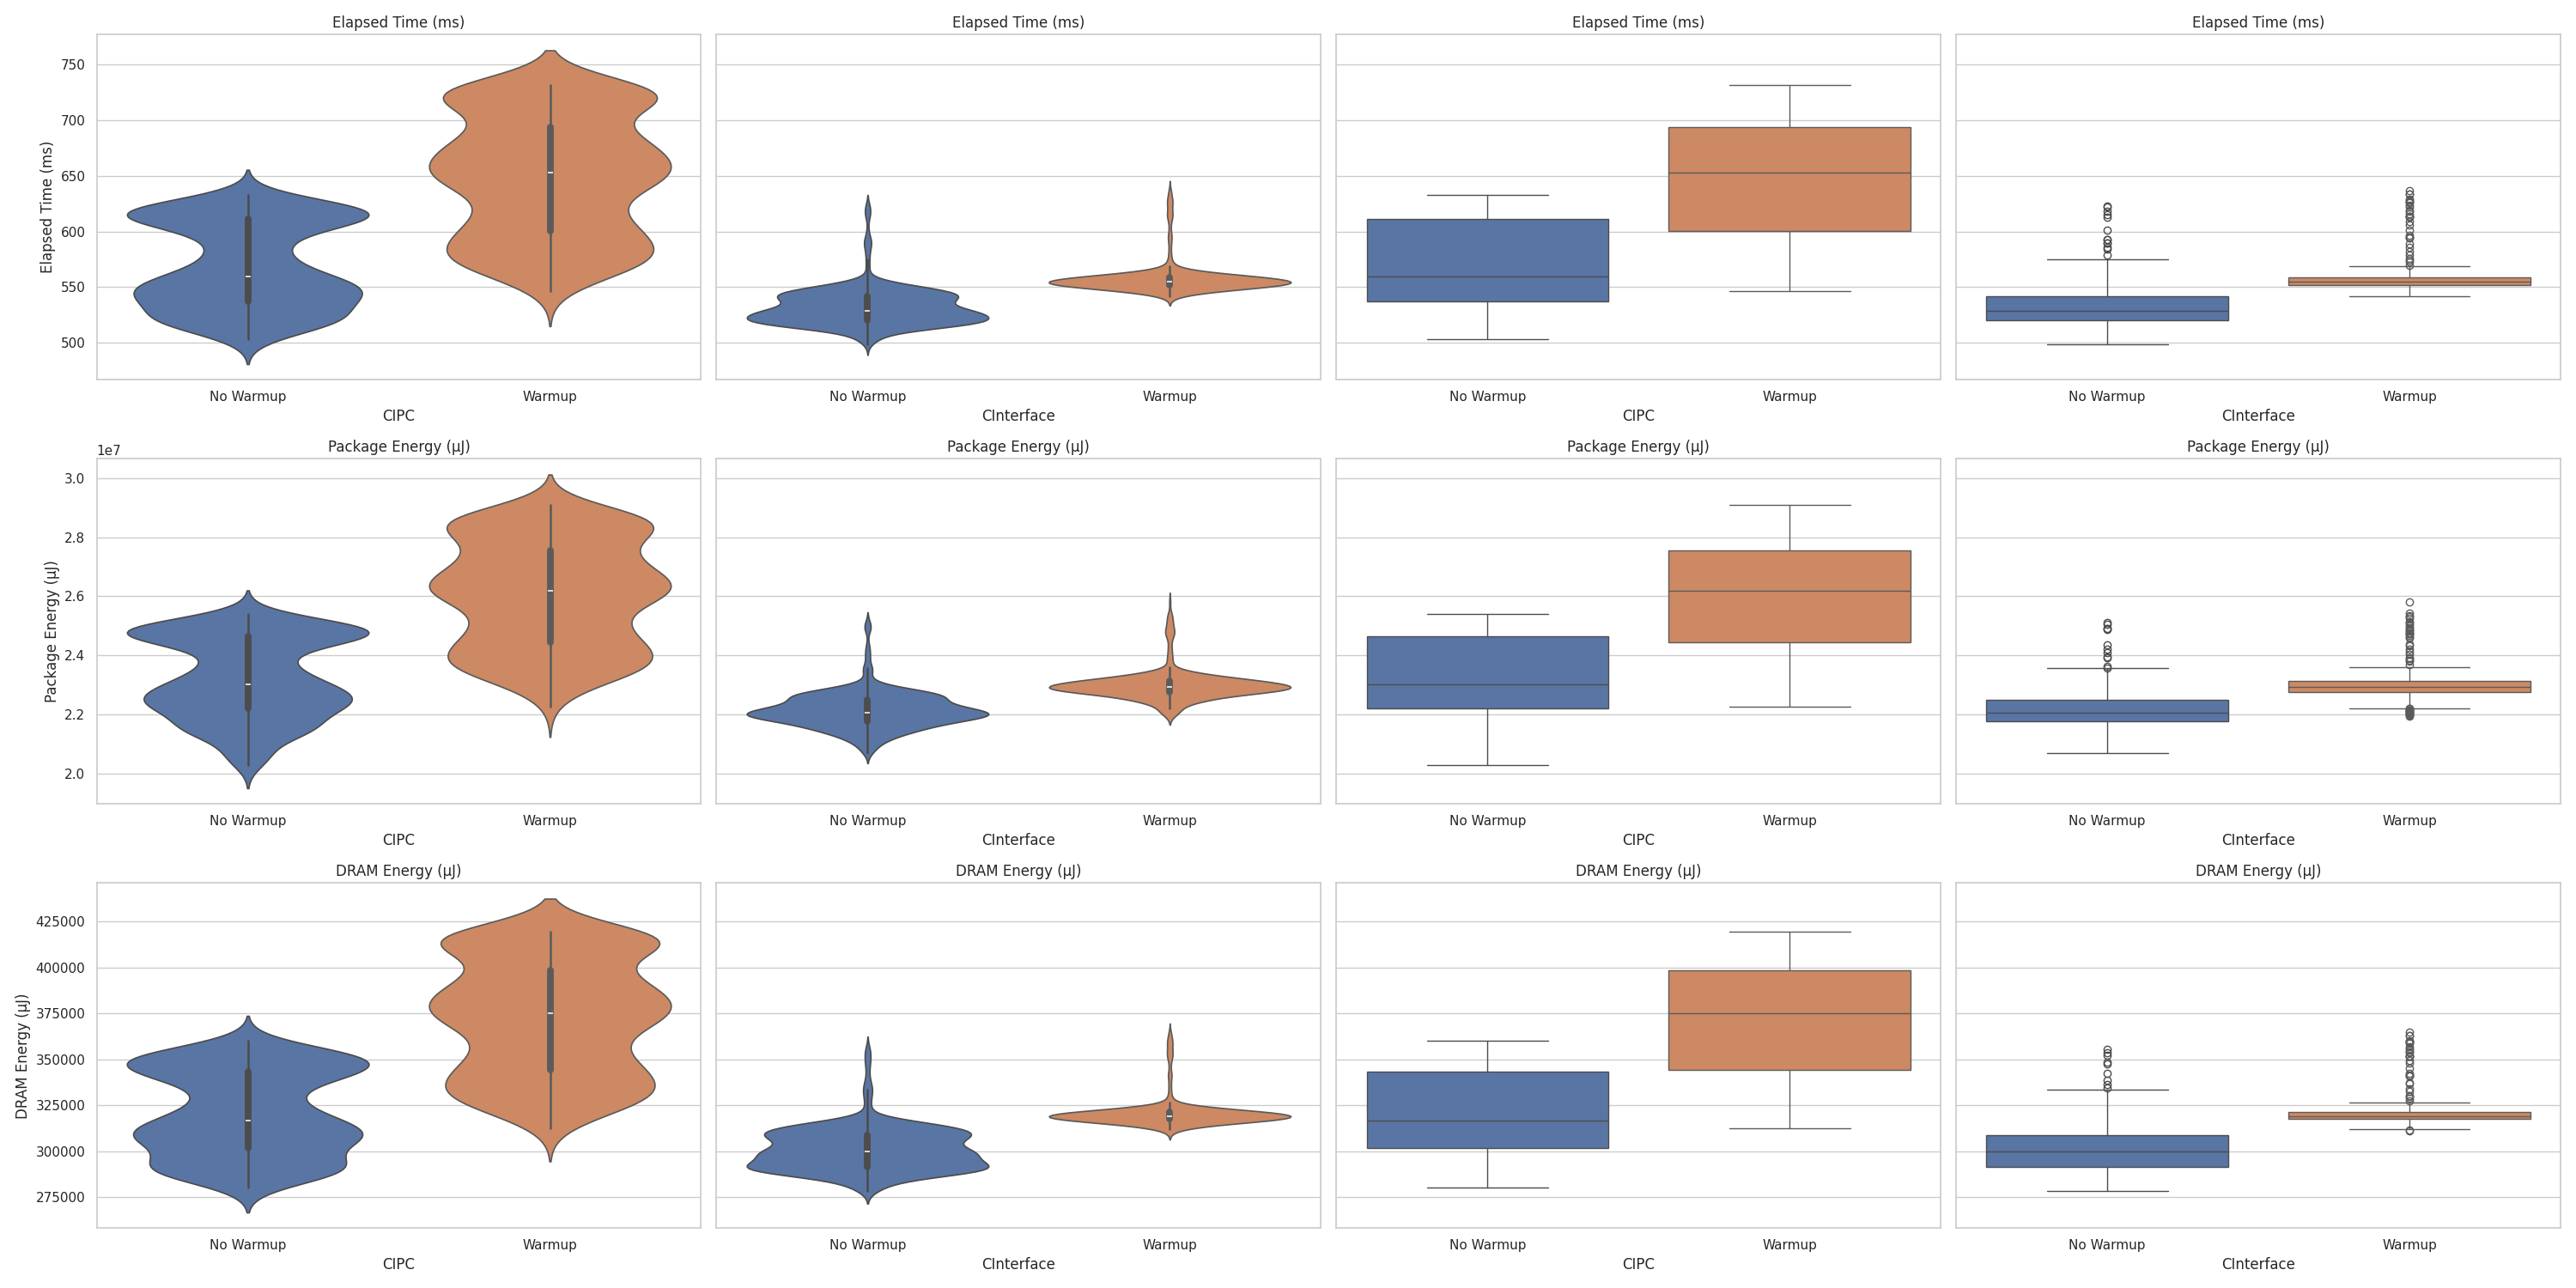 Elapsed Time (ms) Elapsed Time (ms) Elapsed Time (ms) Elapsed Time (ms)
Elapsed Time (ms)
750
700
650
600
550
500
No Warmup Warmup No Warmup Warmup No Warmup Warmup No Warmup Warmup
CIPC CInterface CIPC CInterface
1e7 Package Energy (µJ) Package Energy (µJ) Package Energy (µJ) Package Energy (µJ)
Package Energy (µJ)
3.0
2.8
2.6
2.4
2.2
2.0
No Warmup Warmup No Warmup Warmup No Warmup Warmup No Warmup Warmup
CIPC CInterface CIPC CInterface
DRAM Energy (µJ) DRAM Energy (µJ) DRAM Energy (µJ) DRAM Energy (µJ)
DRAM Energy (µJ)
425000
400000
375000
350000
325000
300000
275000
No Warmup Warmup No Warmup Warmup No Warmup Warmup No Warmup Warmup
CIPC CInterface CIPC CInterface